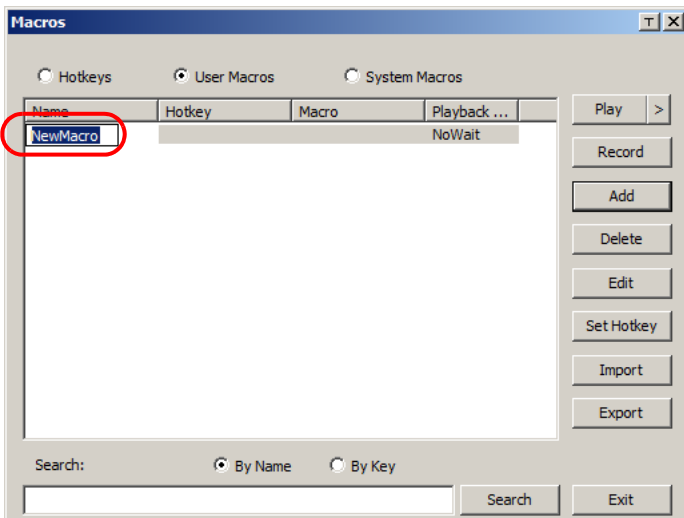 Macros
Hotkeys User Macros System Macros
Name Hotkey Macro Playback ... Play >
NewMacro NoWait
Record
Add
Delete
Edit
Set Hotkey
Import
Export
Search: By Name By Key
Search Exit